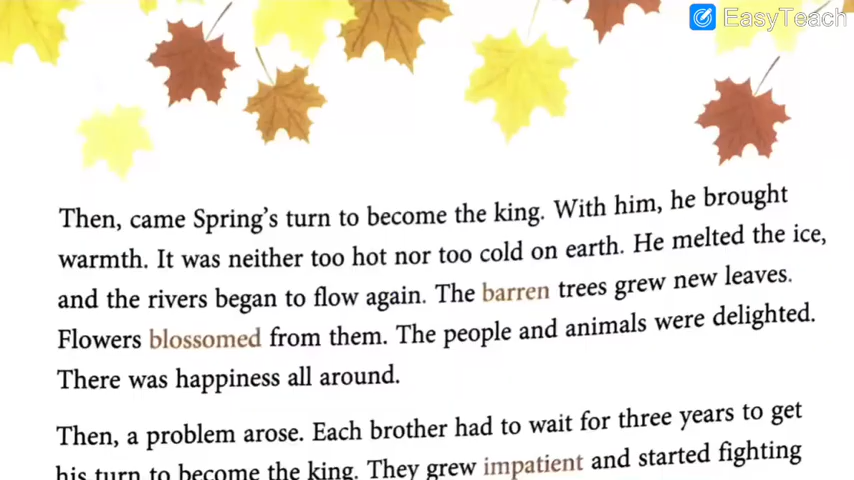 EasyTeach
Then, came Spring's turn to become the king. With him, he brought
warmth. It was neither too hot nor too cold on earth. He melted the ice,
and the rivers began to flow again. The barren trees grew new leaves.
Flowers blossomed from them. The people and animals were delighted.
There was happiness all around.
Then, a problem arose. Each brother had to wait for three years to get
his turn to become the king. They grew impatient and started fighting